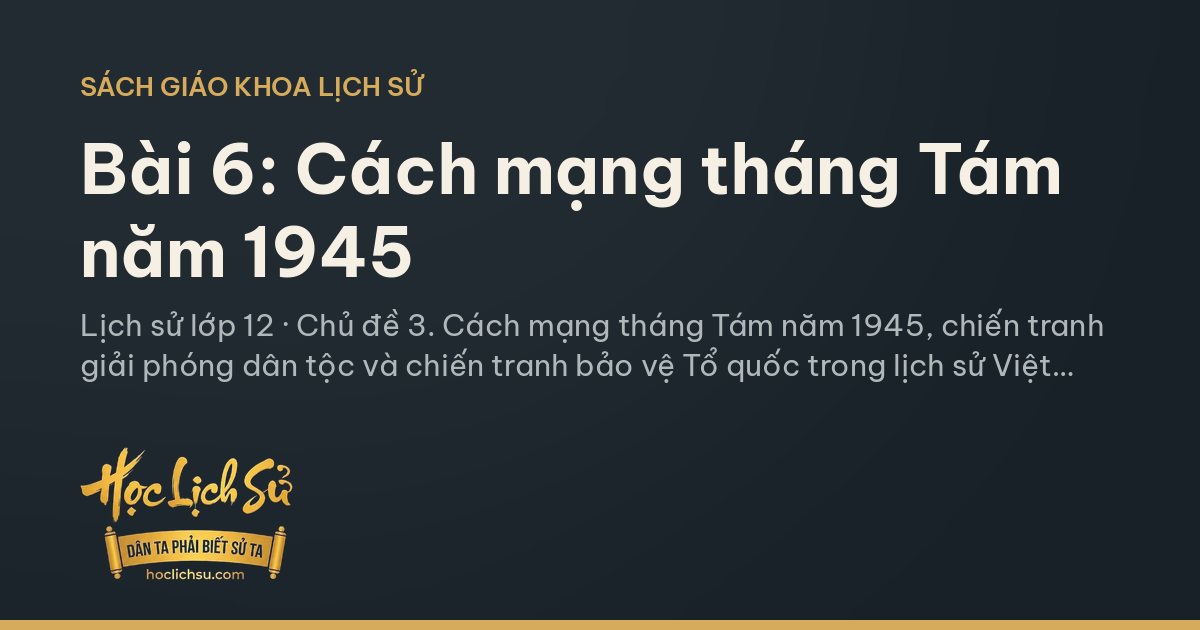 SÁCH GIÁO KHOA LỊCH SỬ
Bài 6: Cách mạng tháng Tám
năm 1945
Lịch sử lớp 12 · Chủ đề 3. Cách mạng tháng Tám năm 1945, chiến tranh
giải phóng dân tộc và chiến tranh bảo vệ Tổ quốc trong lịch sử Việt...
Học Lịch Sử
DÂN TA PHẢI BIẾT SỬ TA
hoclichsu.com